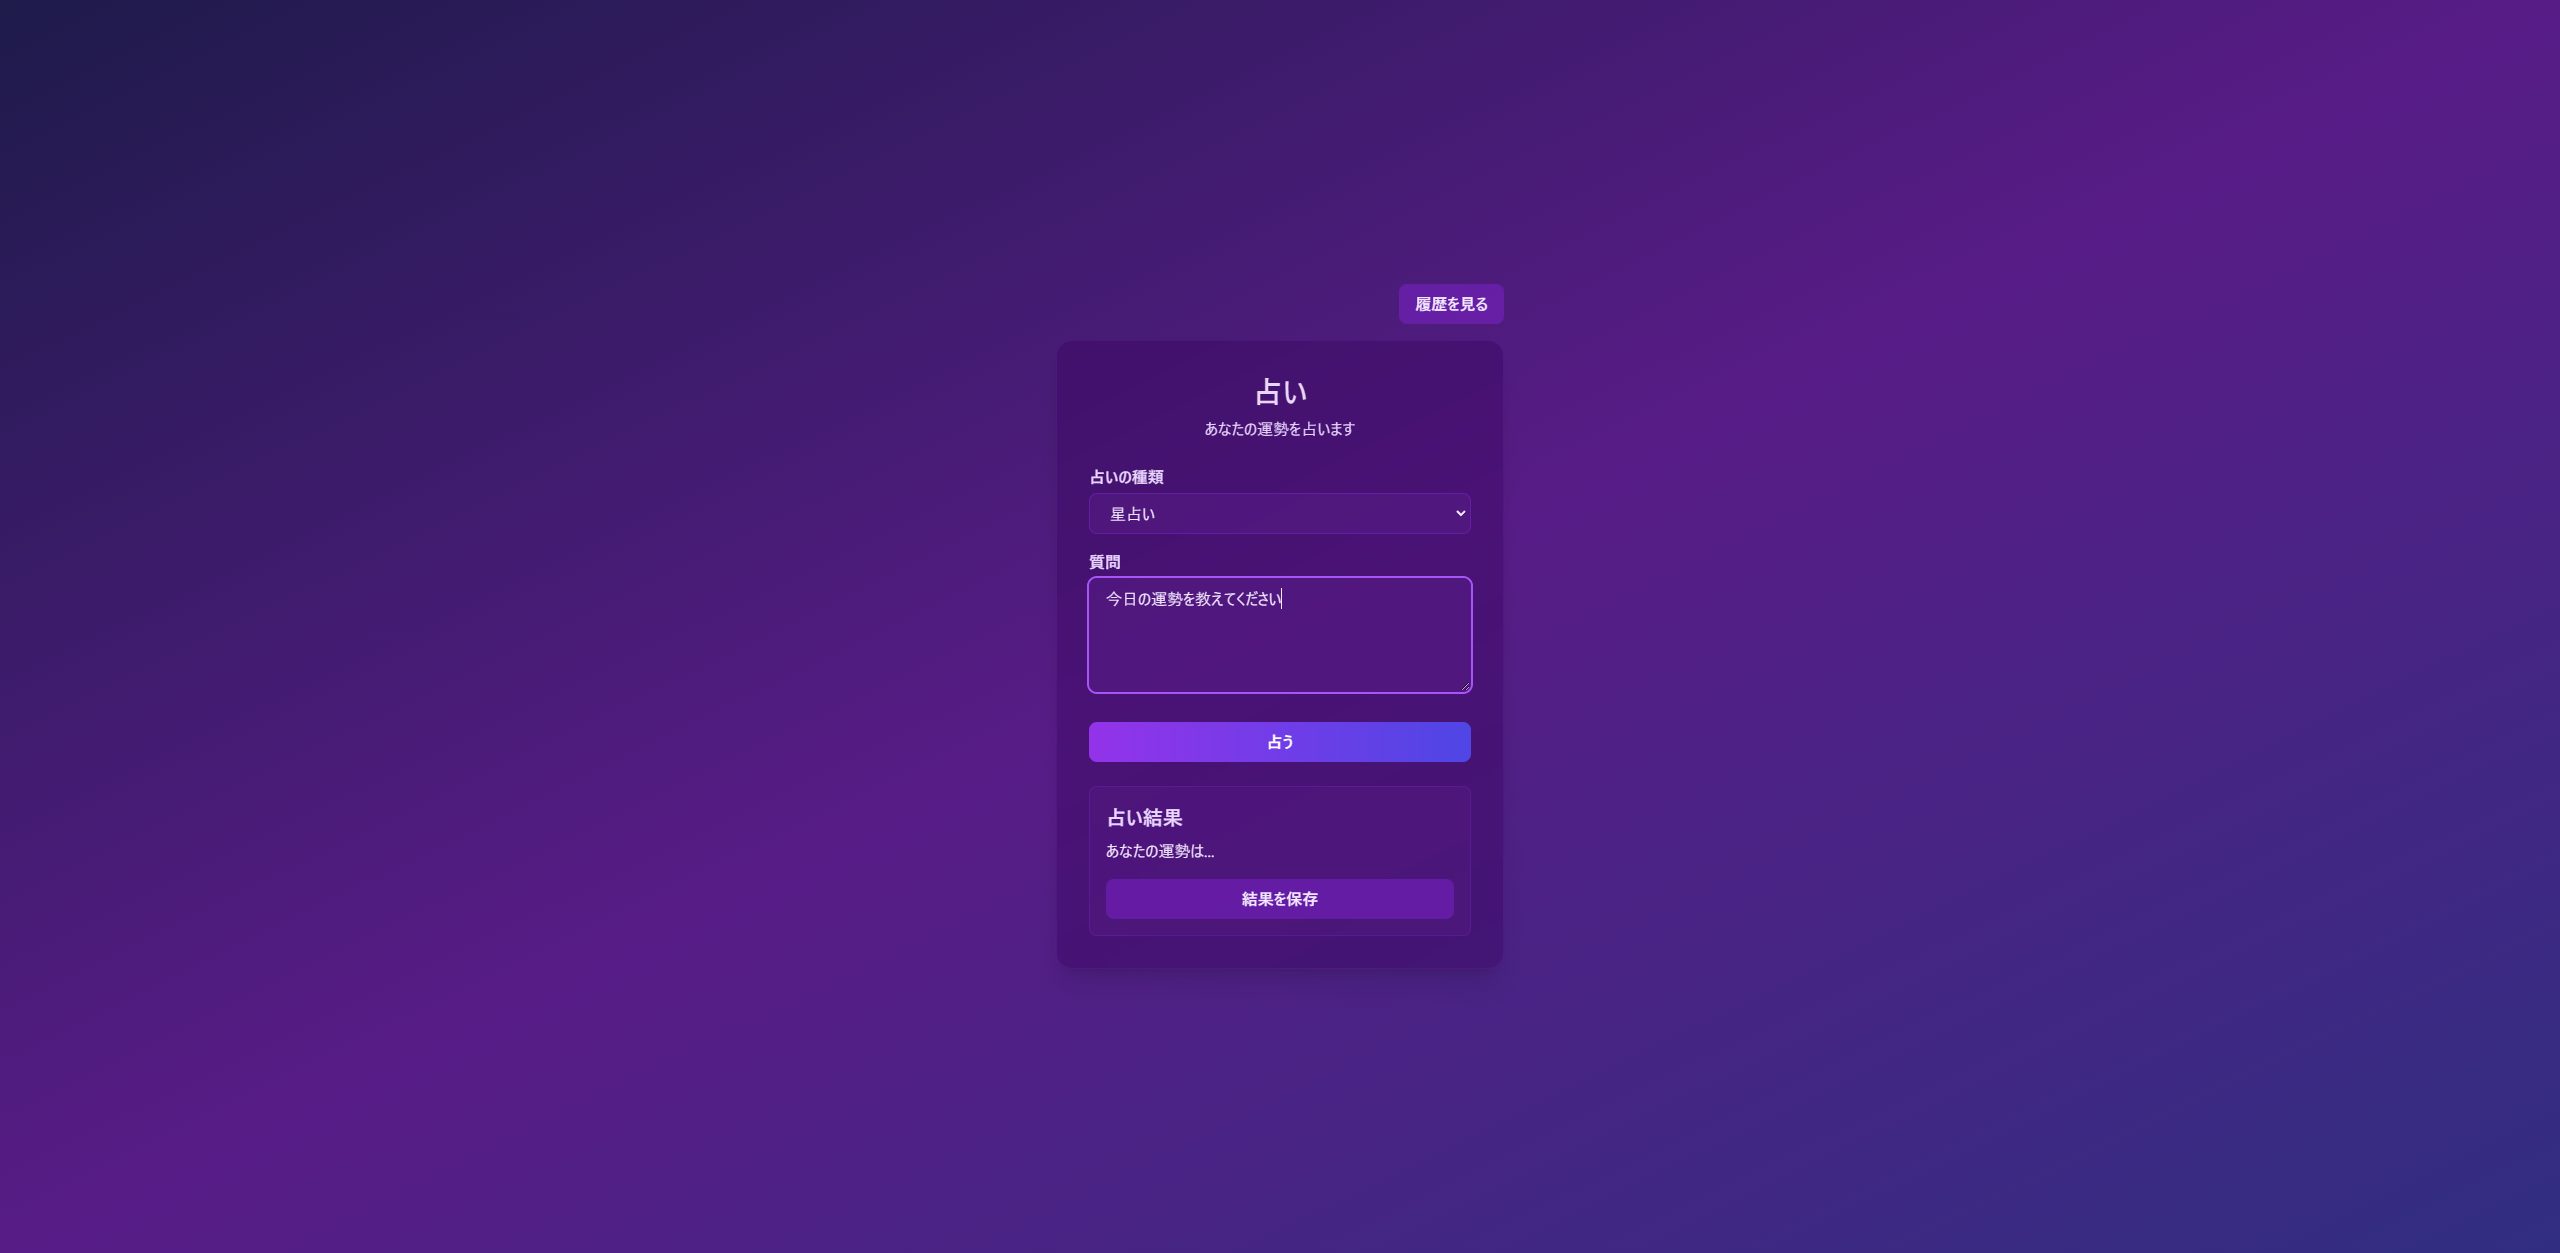 履歴を見る
占い
あなたの運勢を占います
占いの種類
星占い
質問
今日の運勢を教えてください
占う
占い結果
あなたの運勢は...
結果を保存